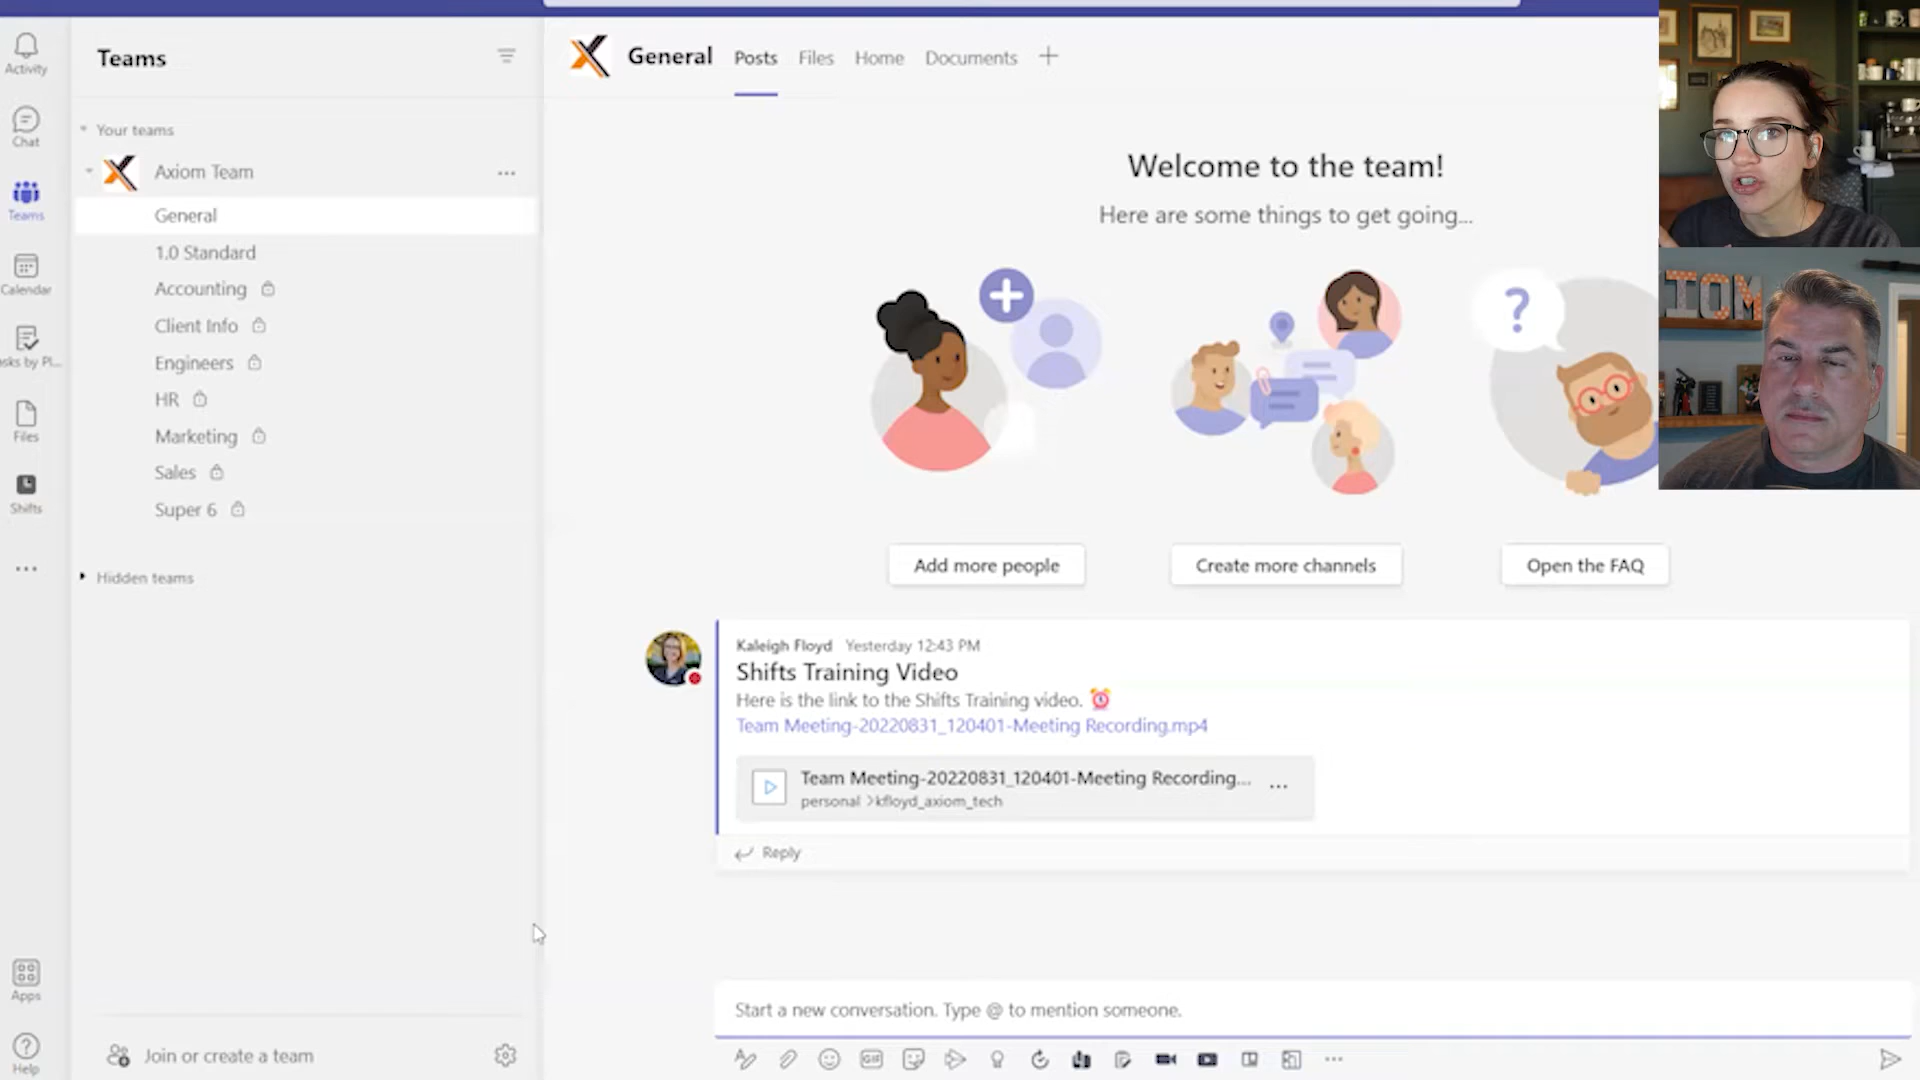 Activity
Chat
Teams
Calendar
asks by Pl...
Files
Shifts
Apps
Help
Teams
Your teams
Axiom Team
General
1.0 Standard
Accounting
Client Info
Engineers
HR
Marketing
Sales
Super 6
Hidden teams
Join or create a team
General Posts Files Home Documents
Welcome to the team!
Here are some things to get going...
?
Add more people
Create more channels
Open the FAQ
Kaleigh Floyd Yesterday 12:43 PM
Shifts Training Video
Here is the link to the Shifts Training video. ⏰
Team Meeting-20220831_120401-Meeting Recording.mp4
Team Meeting-20220831_120401-Meeting Recording...
personal >kfloyd_axiom_tech
Reply
Start a new conversation. Type @ to mention someone.
GIF
IOM